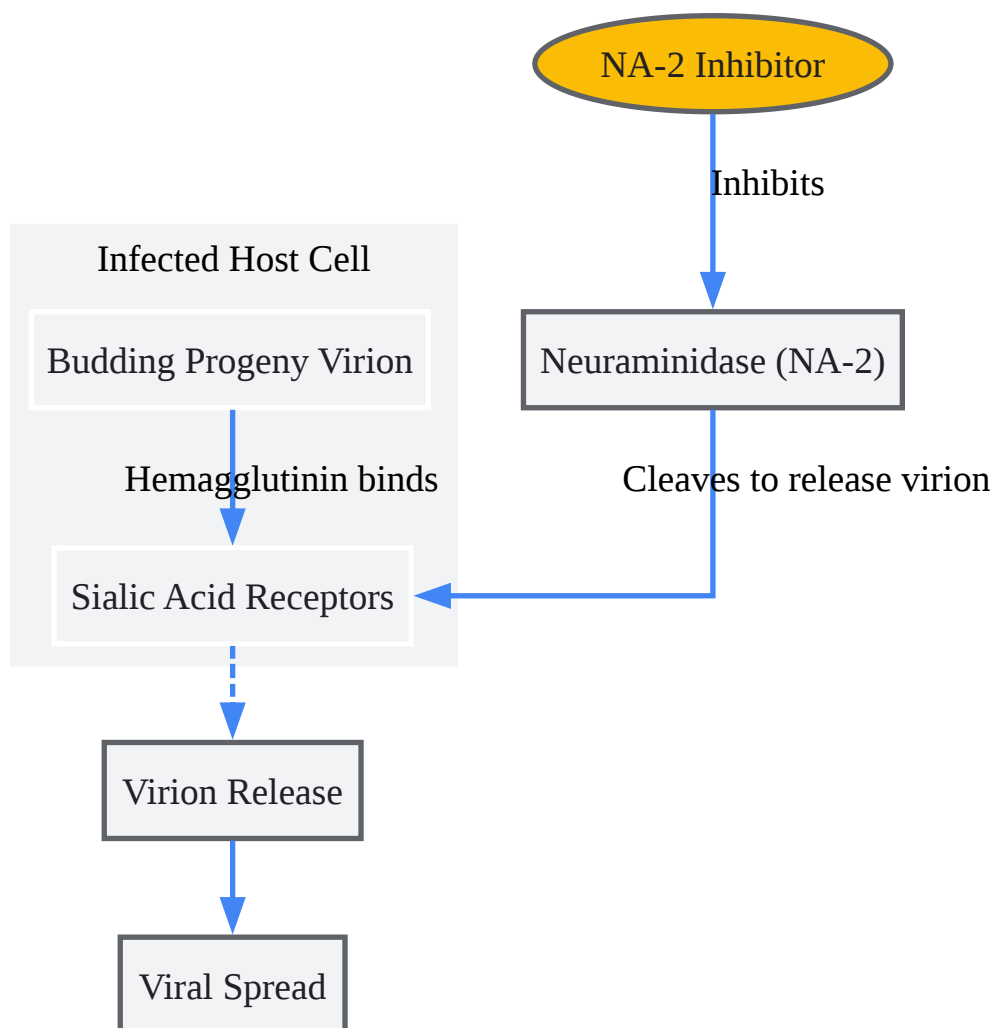 NA-2 Inhibitor
Inhibits
Infected Host Cell
Budding Progeny Virion
Neuraminidase (NA-2)
Hemagglutinin binds
Cleaves to release virion
Sialic Acid Receptors
Virion Release
Viral Spread